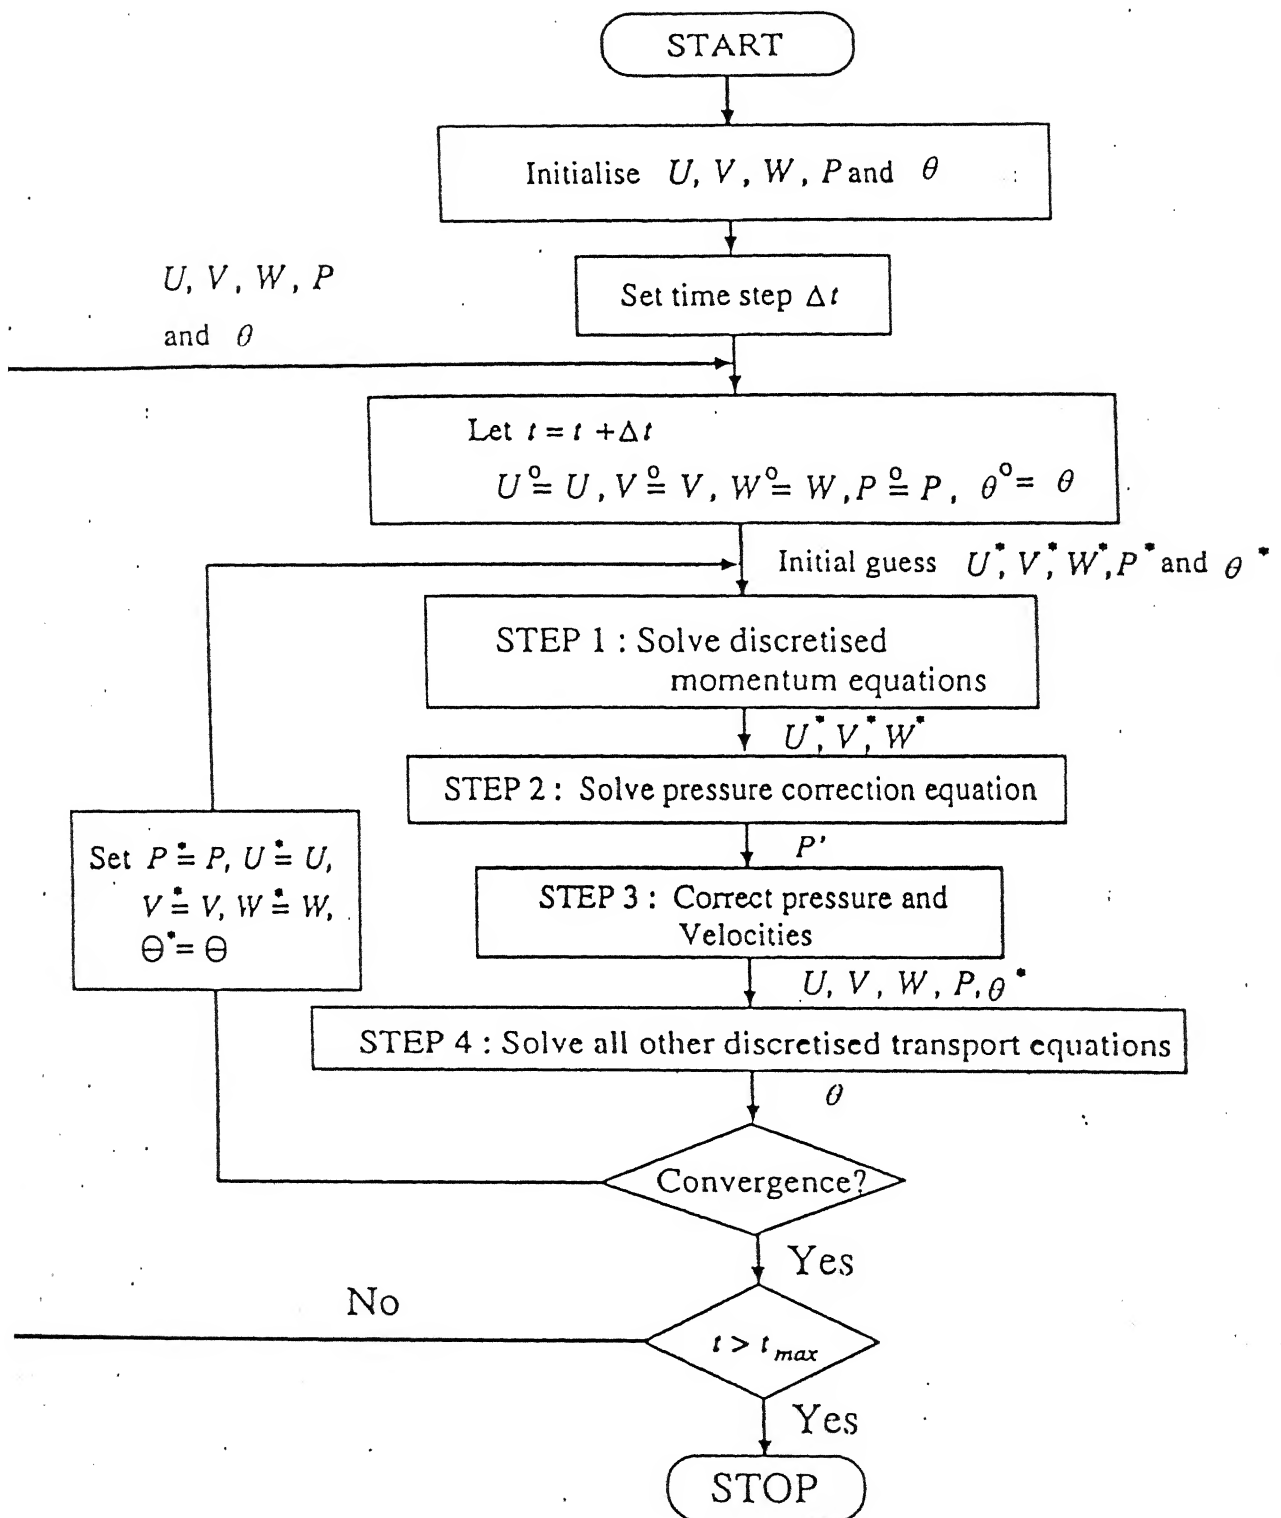 START
Initialise U, V, W, P and θ
Set time step Δt
U, V, W, P
and θ
Let t = t + Δt
U° = U, V° = V, W° = W, P° = P, θ° = θ
Initial guess U*, V*, W*, P* and θ*
STEP 1 : Solve discretised
momentum equations
U*, V*, W*
STEP 2 : Solve pressure correction equation
P'
Set P* = P, U* = U,
V* = V, W* = W,
Θ* = Θ
STEP 3 : Correct pressure and
Velocities
U, V, W, P, θ*
STEP 4 : Solve all other discretised transport equations
θ
Convergence?
Yes
No
t > t_max
Yes
STOP